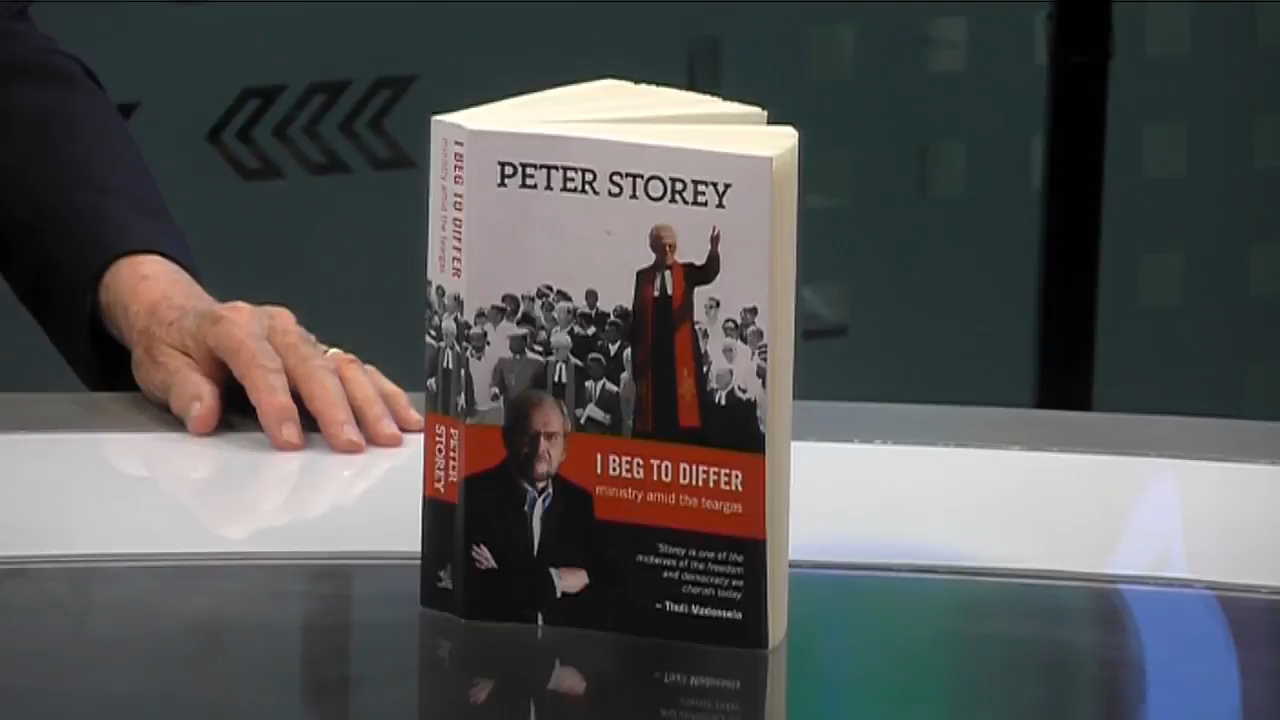 I BEG TO DIFFER
ministry amid the teargas
PETER
STOREY
PETER STOREY
I BEG TO DIFFER
ministry amid the teargas
"Storey is one of the
midwives of the freedom
and democracy we
cherish today
– Thuli Madonsela